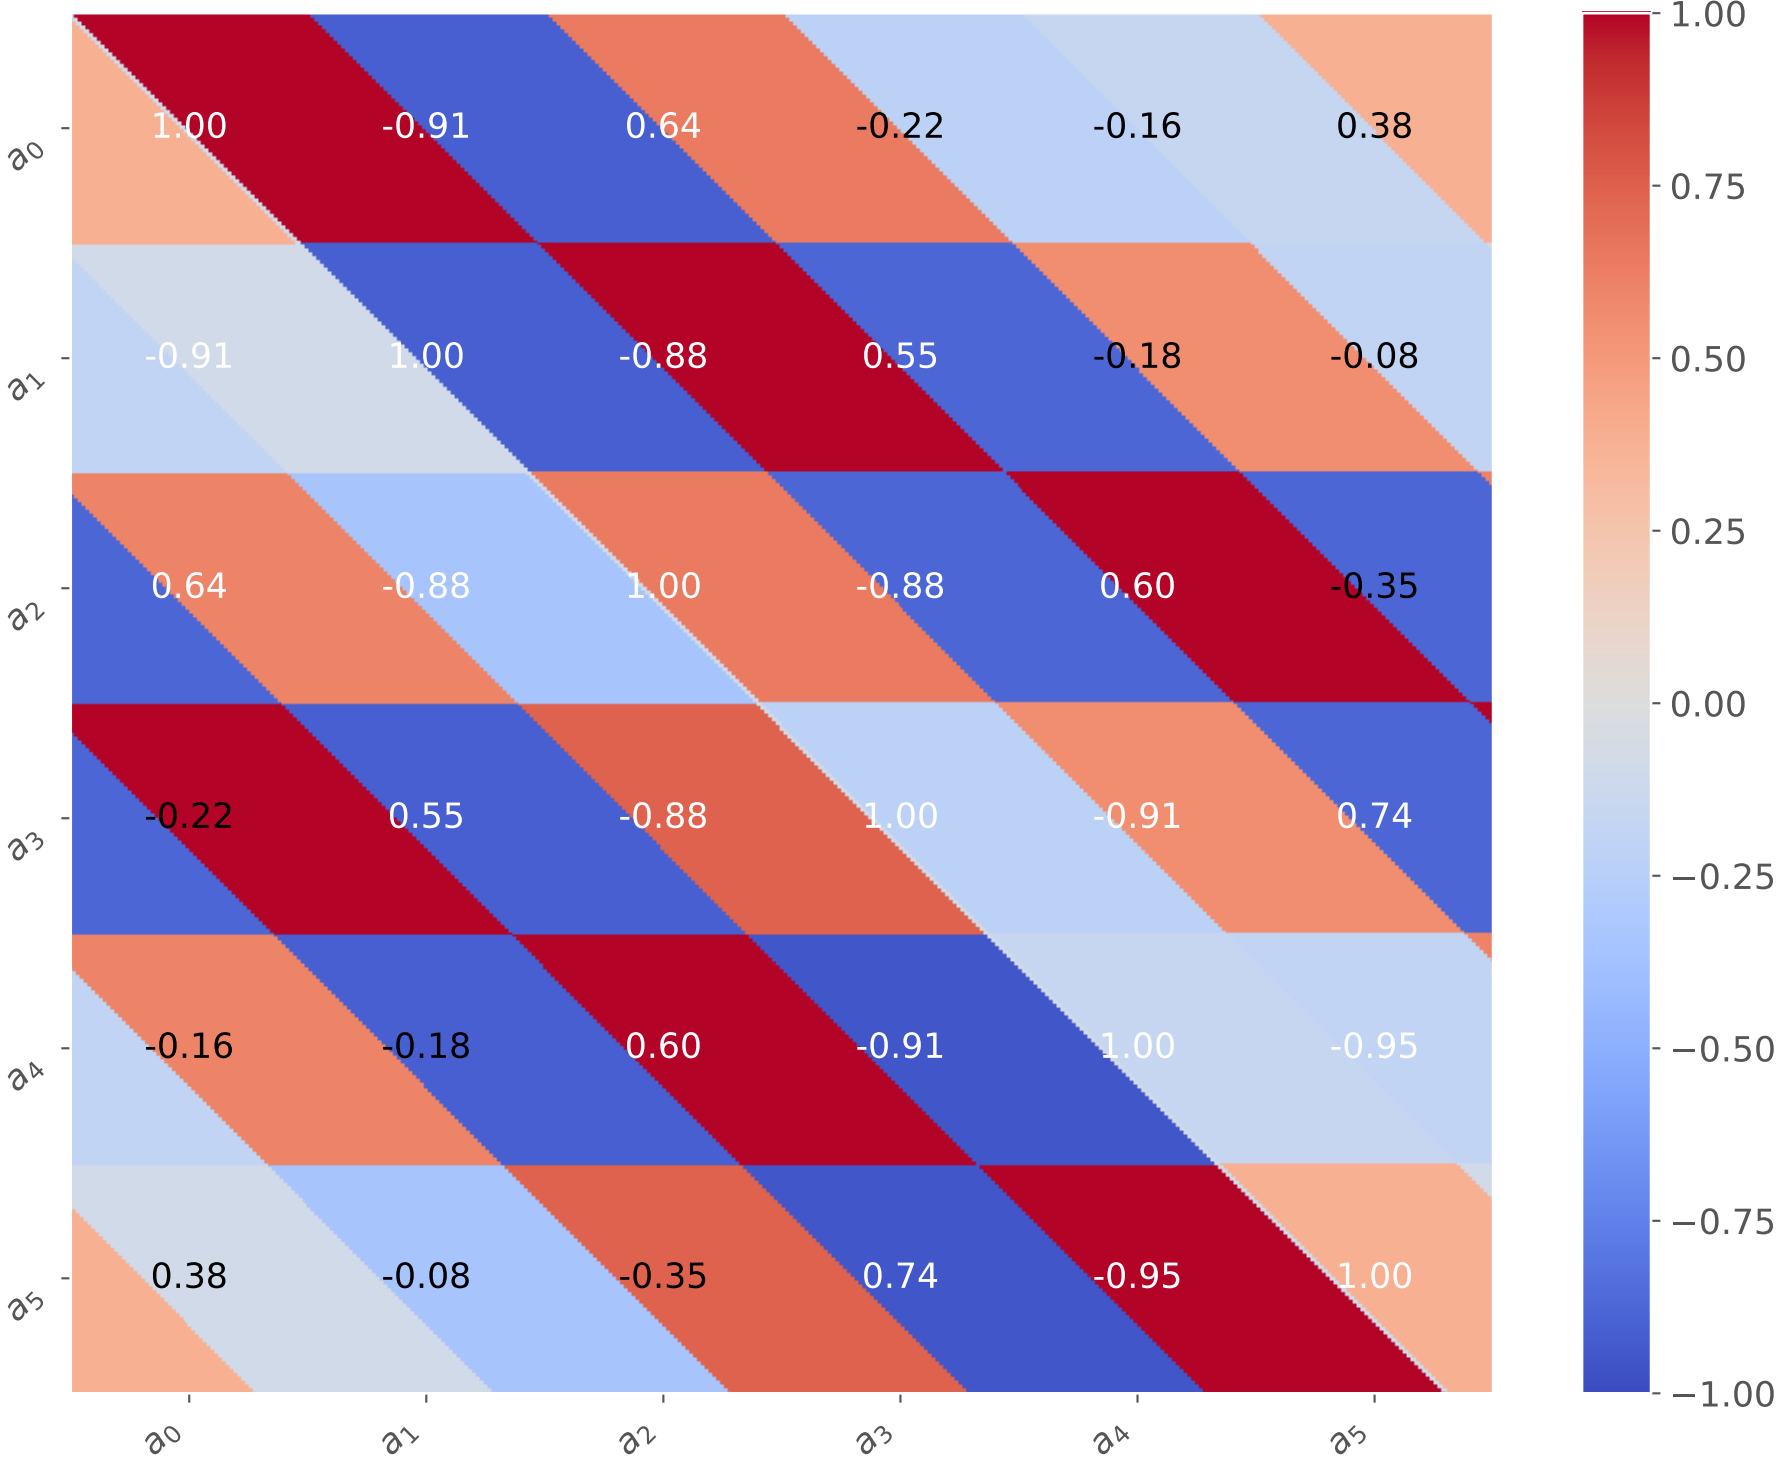 1.00
a0 1.00 -0.91 0.64 -0.22 -0.16 0.38
0.75
a1 -0.91 1.00 -0.88 0.55 -0.18 -0.08
0.50
0.25
a2 0.64 -0.88 1.00 -0.88 0.60 -0.35
0.00
a3 -0.22 0.55 -0.88 1.00 -0.91 0.74
−0.25
a4 -0.16 -0.18 0.60 -0.91 1.00 -0.95
−0.50
−0.75
a5 0.38 -0.08 -0.35 0.74 -0.95 1.00
−1.00
a0 a1 a2 a3 a4 a5